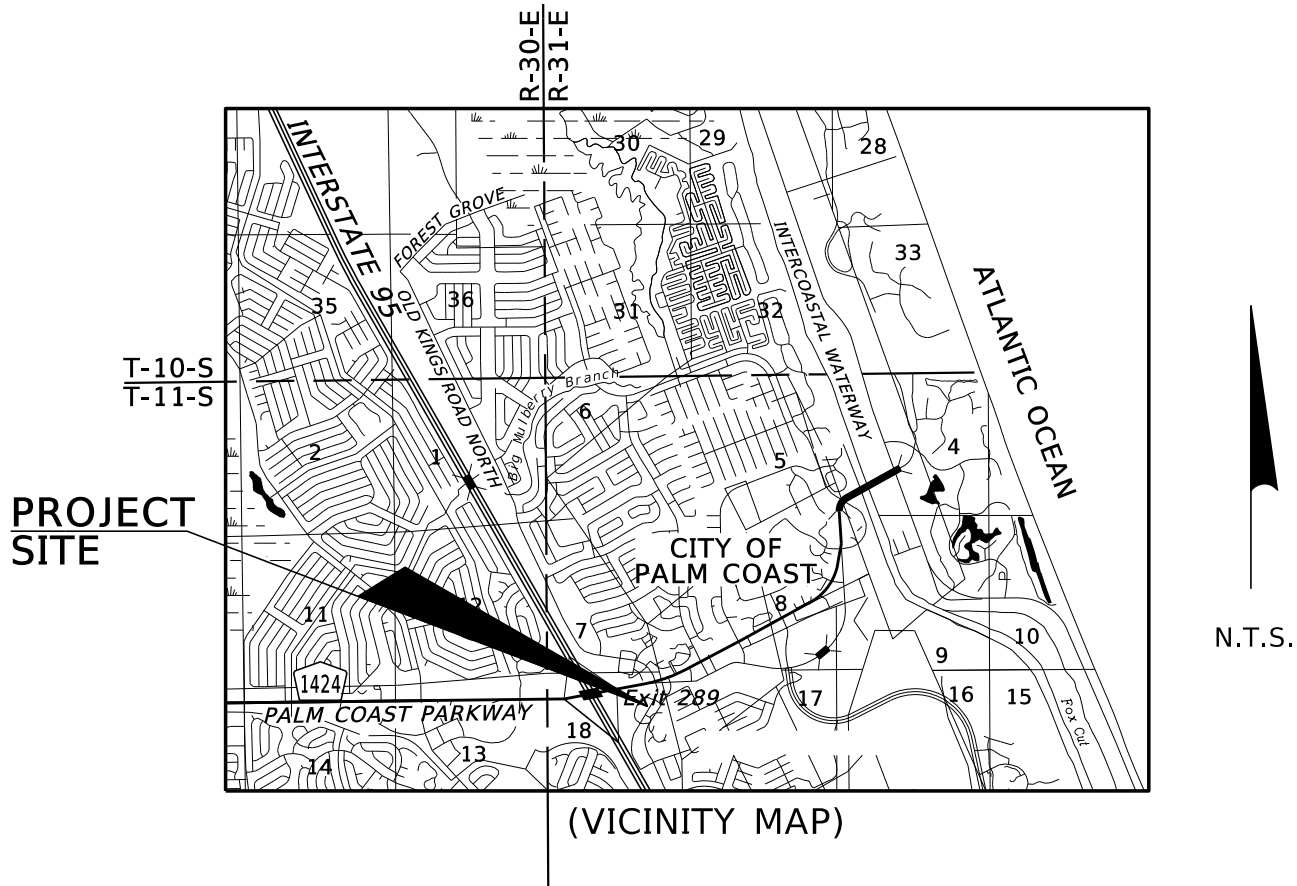 R-30-E
R-31-E
30
29
28
INTERSTATE 95
FOREST GROVE
INTERCOASTAL WATERWAY
33
ATLANTIC OCEAN
35
36
OLD KINGS ROAD NORTH
31
32
T-10-S
T-11-S
Big Mulberry Branch
6
2
1
5
4
PROJECT
SITE
CITY OF
PALM COAST
11
12
7
8
9
10
N.T.S.
1424
PALM COAST PARKWAY
Exit 289
17
16
15
Fox Cut
18
13
14
(VICINITY MAP)